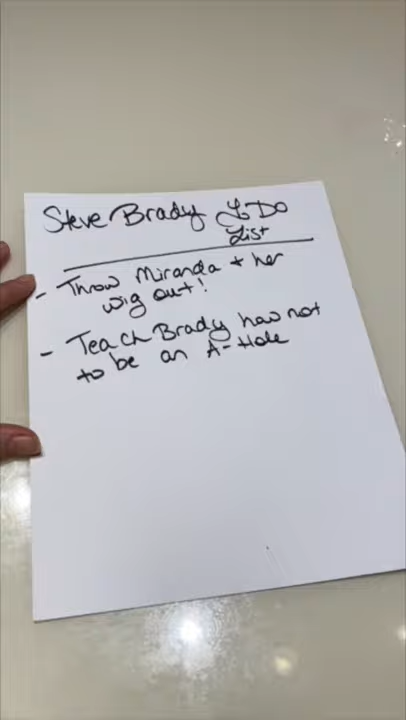 Steve Brady To Do
List
- Throw Miranda + her
wig out!
- Teach Brady how not
to be an A-Hole